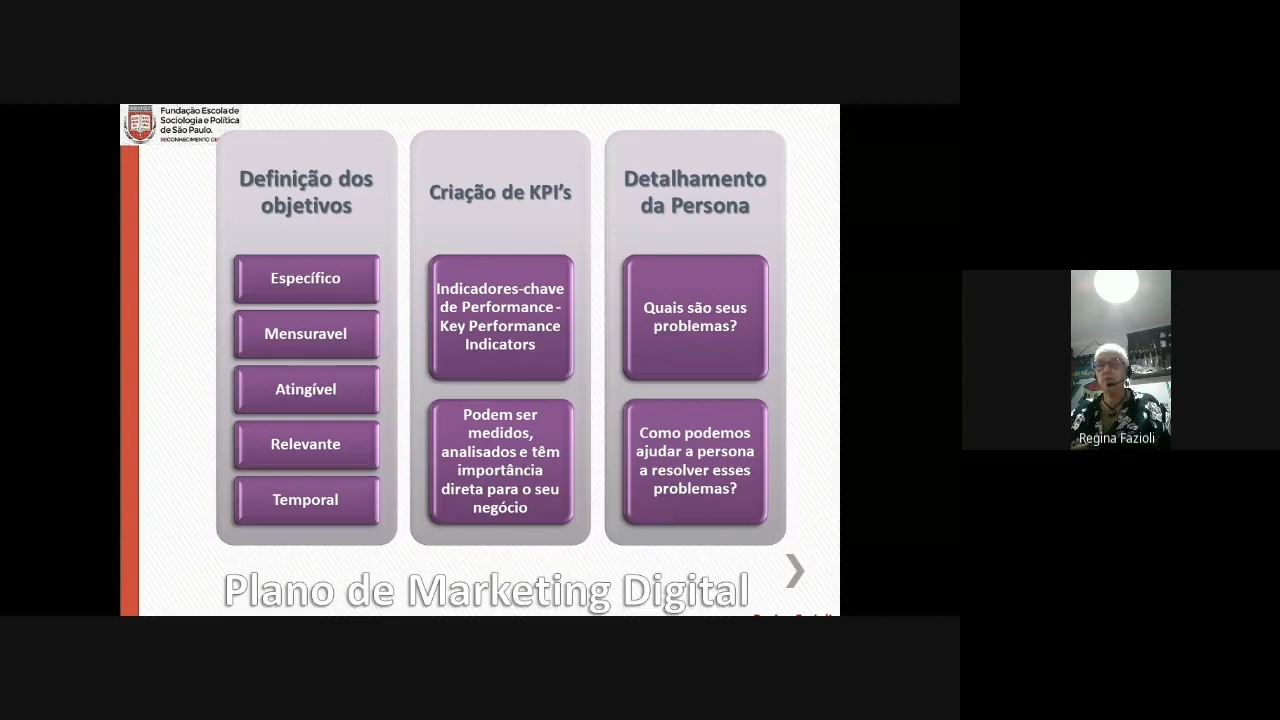 Fundação Escola de
Sociologia e Política
de São Paulo.
Definição dos
objetivos
Específico
Mensuravel
Atingível
Relevante
Temporal
Criação de KPI's
Indicadores-chave
de Performance -
Key Performance
Indicators
Podem ser
medidos,
analisados e têm
importância
direta para o seu
negócio
Detalhamento
da Persona
Quais são seus
problemas?
Como podemos
ajudar a persona
a resolver esses
problemas?
Plano de Marketing Digital
Regina Fazioli